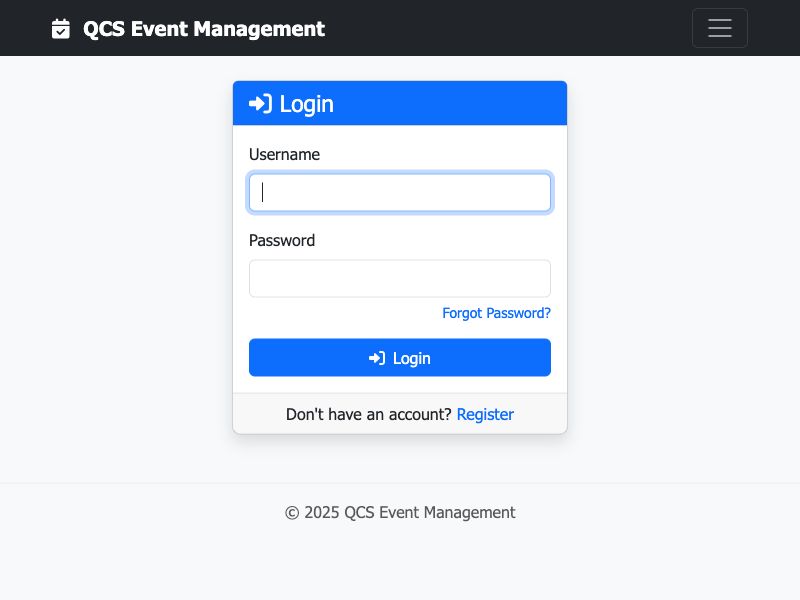 QCS Event Management
Login
Username
Password
Forgot Password?
Login
Don't have an account? Register
© 2025 QCS Event Management